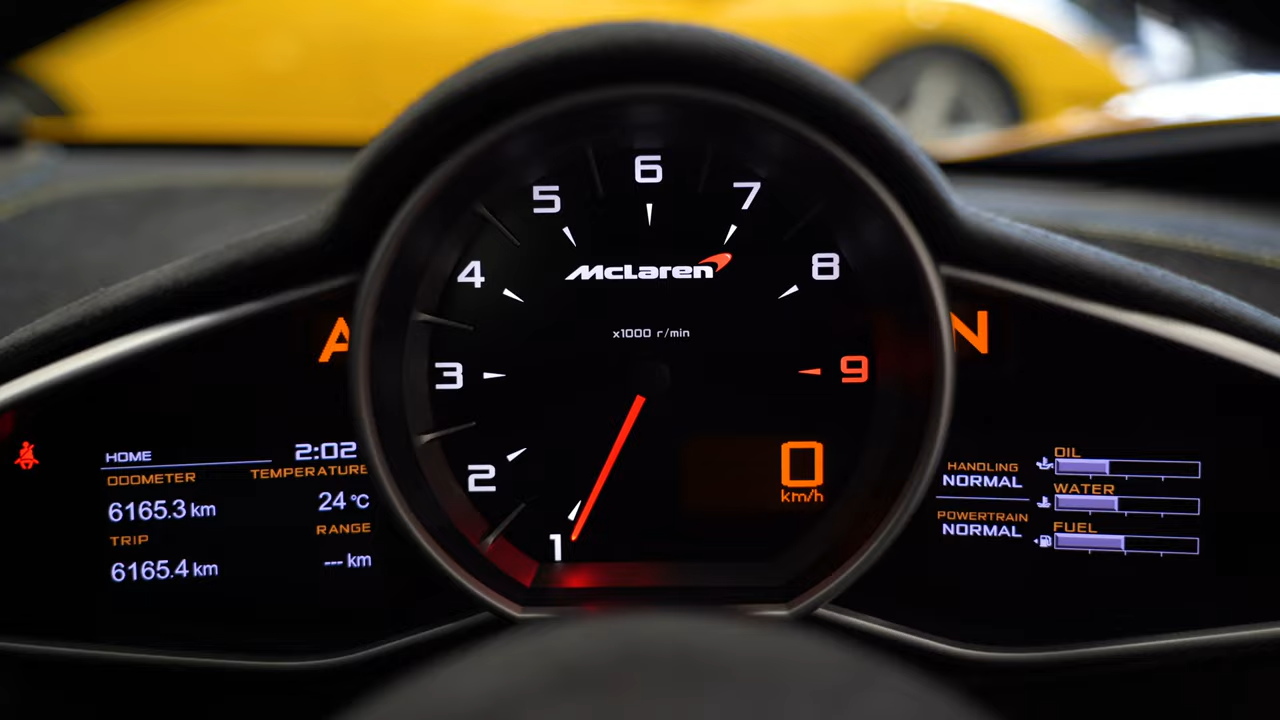 6
5
7
4
8
McLaren
x1000 r/min
A
N
3
9
HOME 2:02
ODOMETER TEMPERATURE
6165.3 km 24 °C
TRIP RANGE
6165.4 km --- km
2
1
0
km/h
HANDLING
NORMAL
POWERTRAIN
NORMAL
OIL
WATER
FUEL